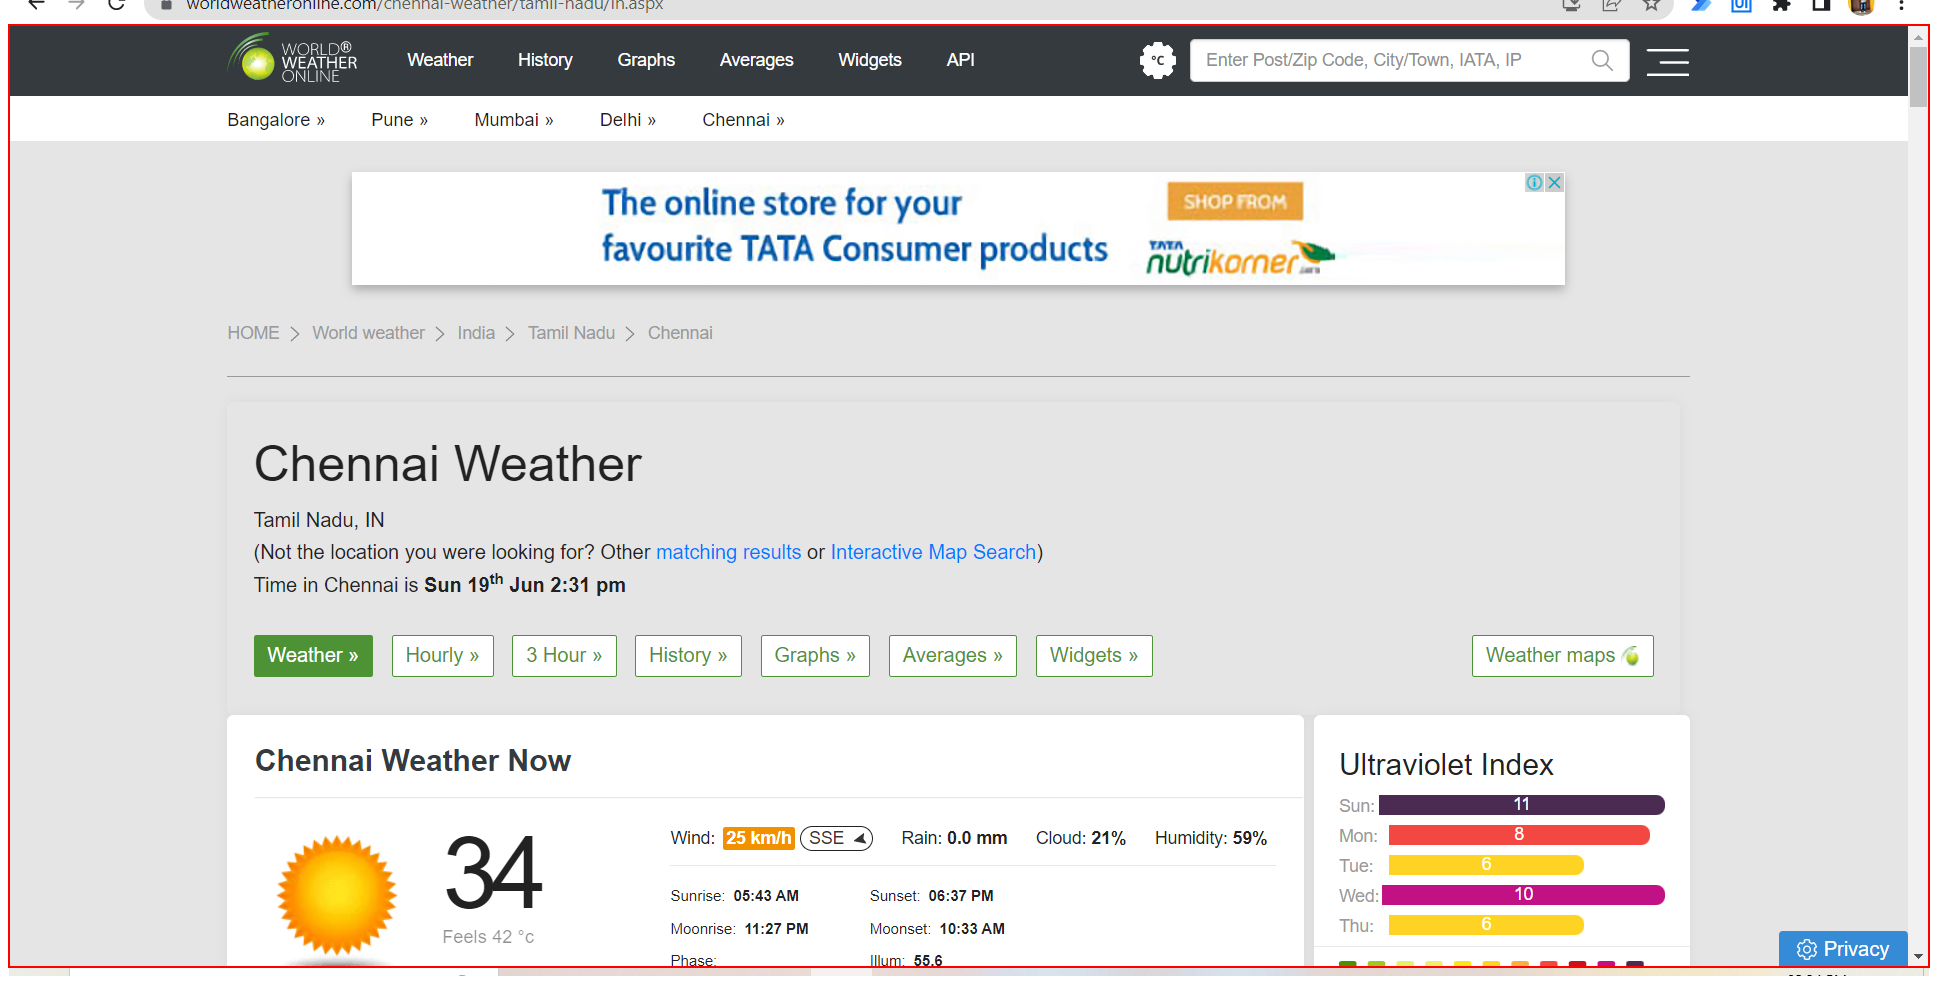 worldweatheronline.com/chennai-weather/tamil-nadu/in.aspx
WORLD®
WEATHER
ONLINE
Weather History Graphs Averages Widgets API
°C
Enter Post/Zip Code, City/Town, IATA, IP
Bangalore » Pune » Mumbai » Delhi » Chennai »
The online store for your
favourite TATA Consumer products
SHOP FROM
TATA
nutrikorner
HOME > World weather > India > Tamil Nadu > Chennai
Chennai Weather
Tamil Nadu, IN
(Not the location you were looking for? Other matching results or Interactive Map Search)
Time in Chennai is Sun 19th Jun 2:31 pm
Weather » Hourly » 3 Hour » History » Graphs » Averages » Widgets » Weather maps
Chennai Weather Now
34
Feels 42 °c
Wind: 25 km/h SSE Rain: 0.0 mm Cloud: 21% Humidity: 59%
Sunrise: 05:43 AM Sunset: 06:37 PM
Moonrise: 11:27 PM Moonset: 10:33 AM
Phase: Illum: 55.6
Ultraviolet Index
Sun: 11
Mon: 8
Tue: 6
Wed: 10
Thu: 6
Privacy